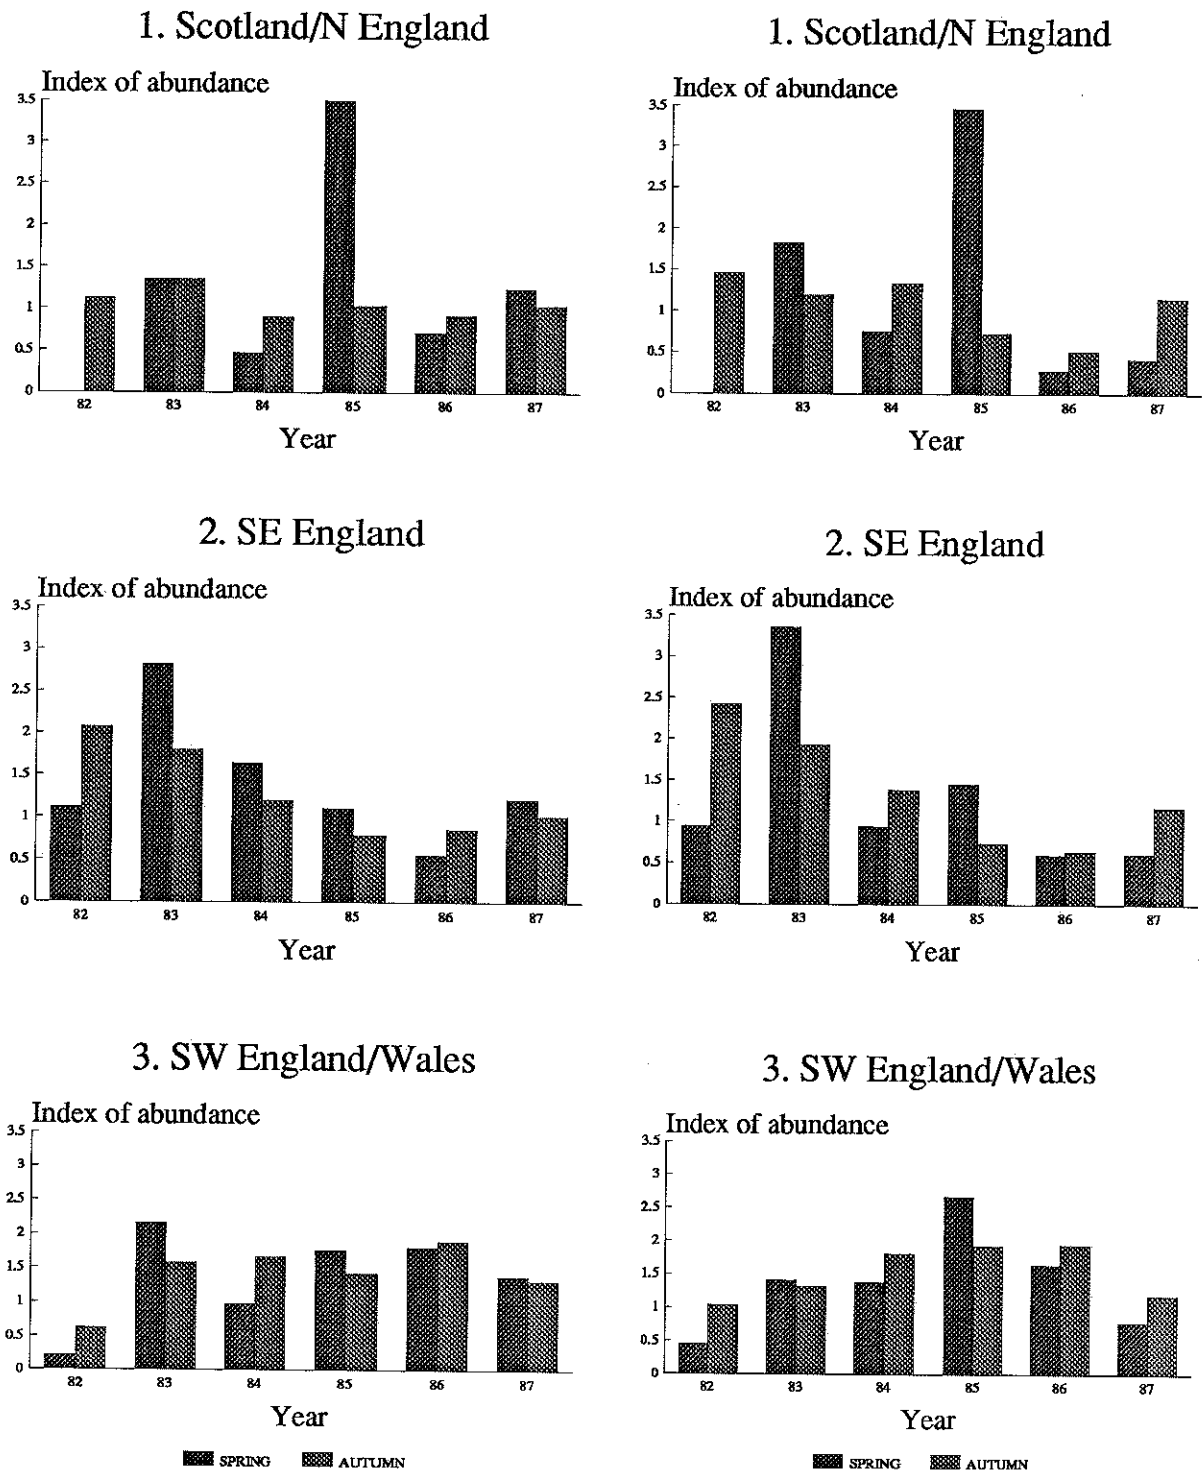 1. Scotland/N England
Index of abundance
3.5
3
2.5
2
1.5
1
0.5
0
82 83 84 85 86 87
Year
1. Scotland/N England
Index of abundance
3.5
3
2.5
2
1.5
1
0.5
0
82 83 84 85 86 87
Year
2. SE England
Index of abundance
3.5
3
2.5
2
1.5
1
0.5
0
82 83 84 85 86 87
Year
2. SE England
Index of abundance
3.5
3
2.5
2
1.5
1
0.5
0
82 83 84 85 86 87
Year
3. SW England/Wales
Index of abundance
3.5
3
2.5
2
1.5
1
0.5
0
82 83 84 85 86 87
Year
SPRING AUTUMN
3. SW England/Wales
Index of abundance
3.5
3
2.5
2
1.5
1
0.5
0
82 83 84 85 86 87
Year
SPRING AUTUMN